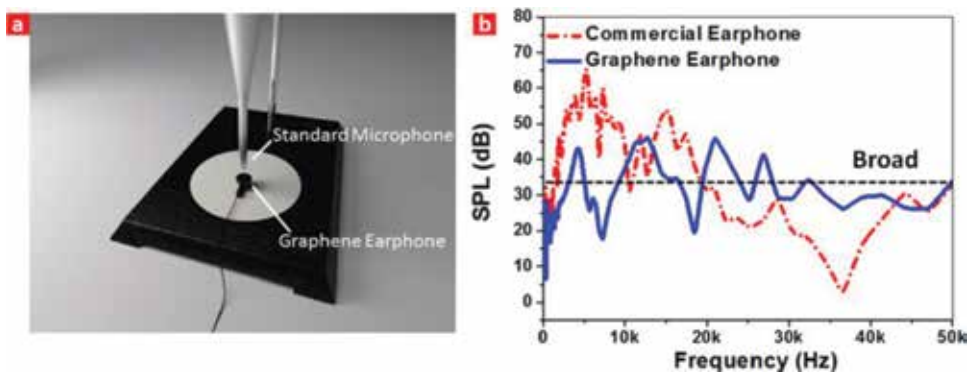 a
Standard Microphone
Graphene Earphone
b
80
70
60
50
40
30
20
10
0
SPL (dB)
Commercial Earphone
Graphene Earphone
Broad
0
10k
20k
30k
40k
50k
Frequency (Hz)